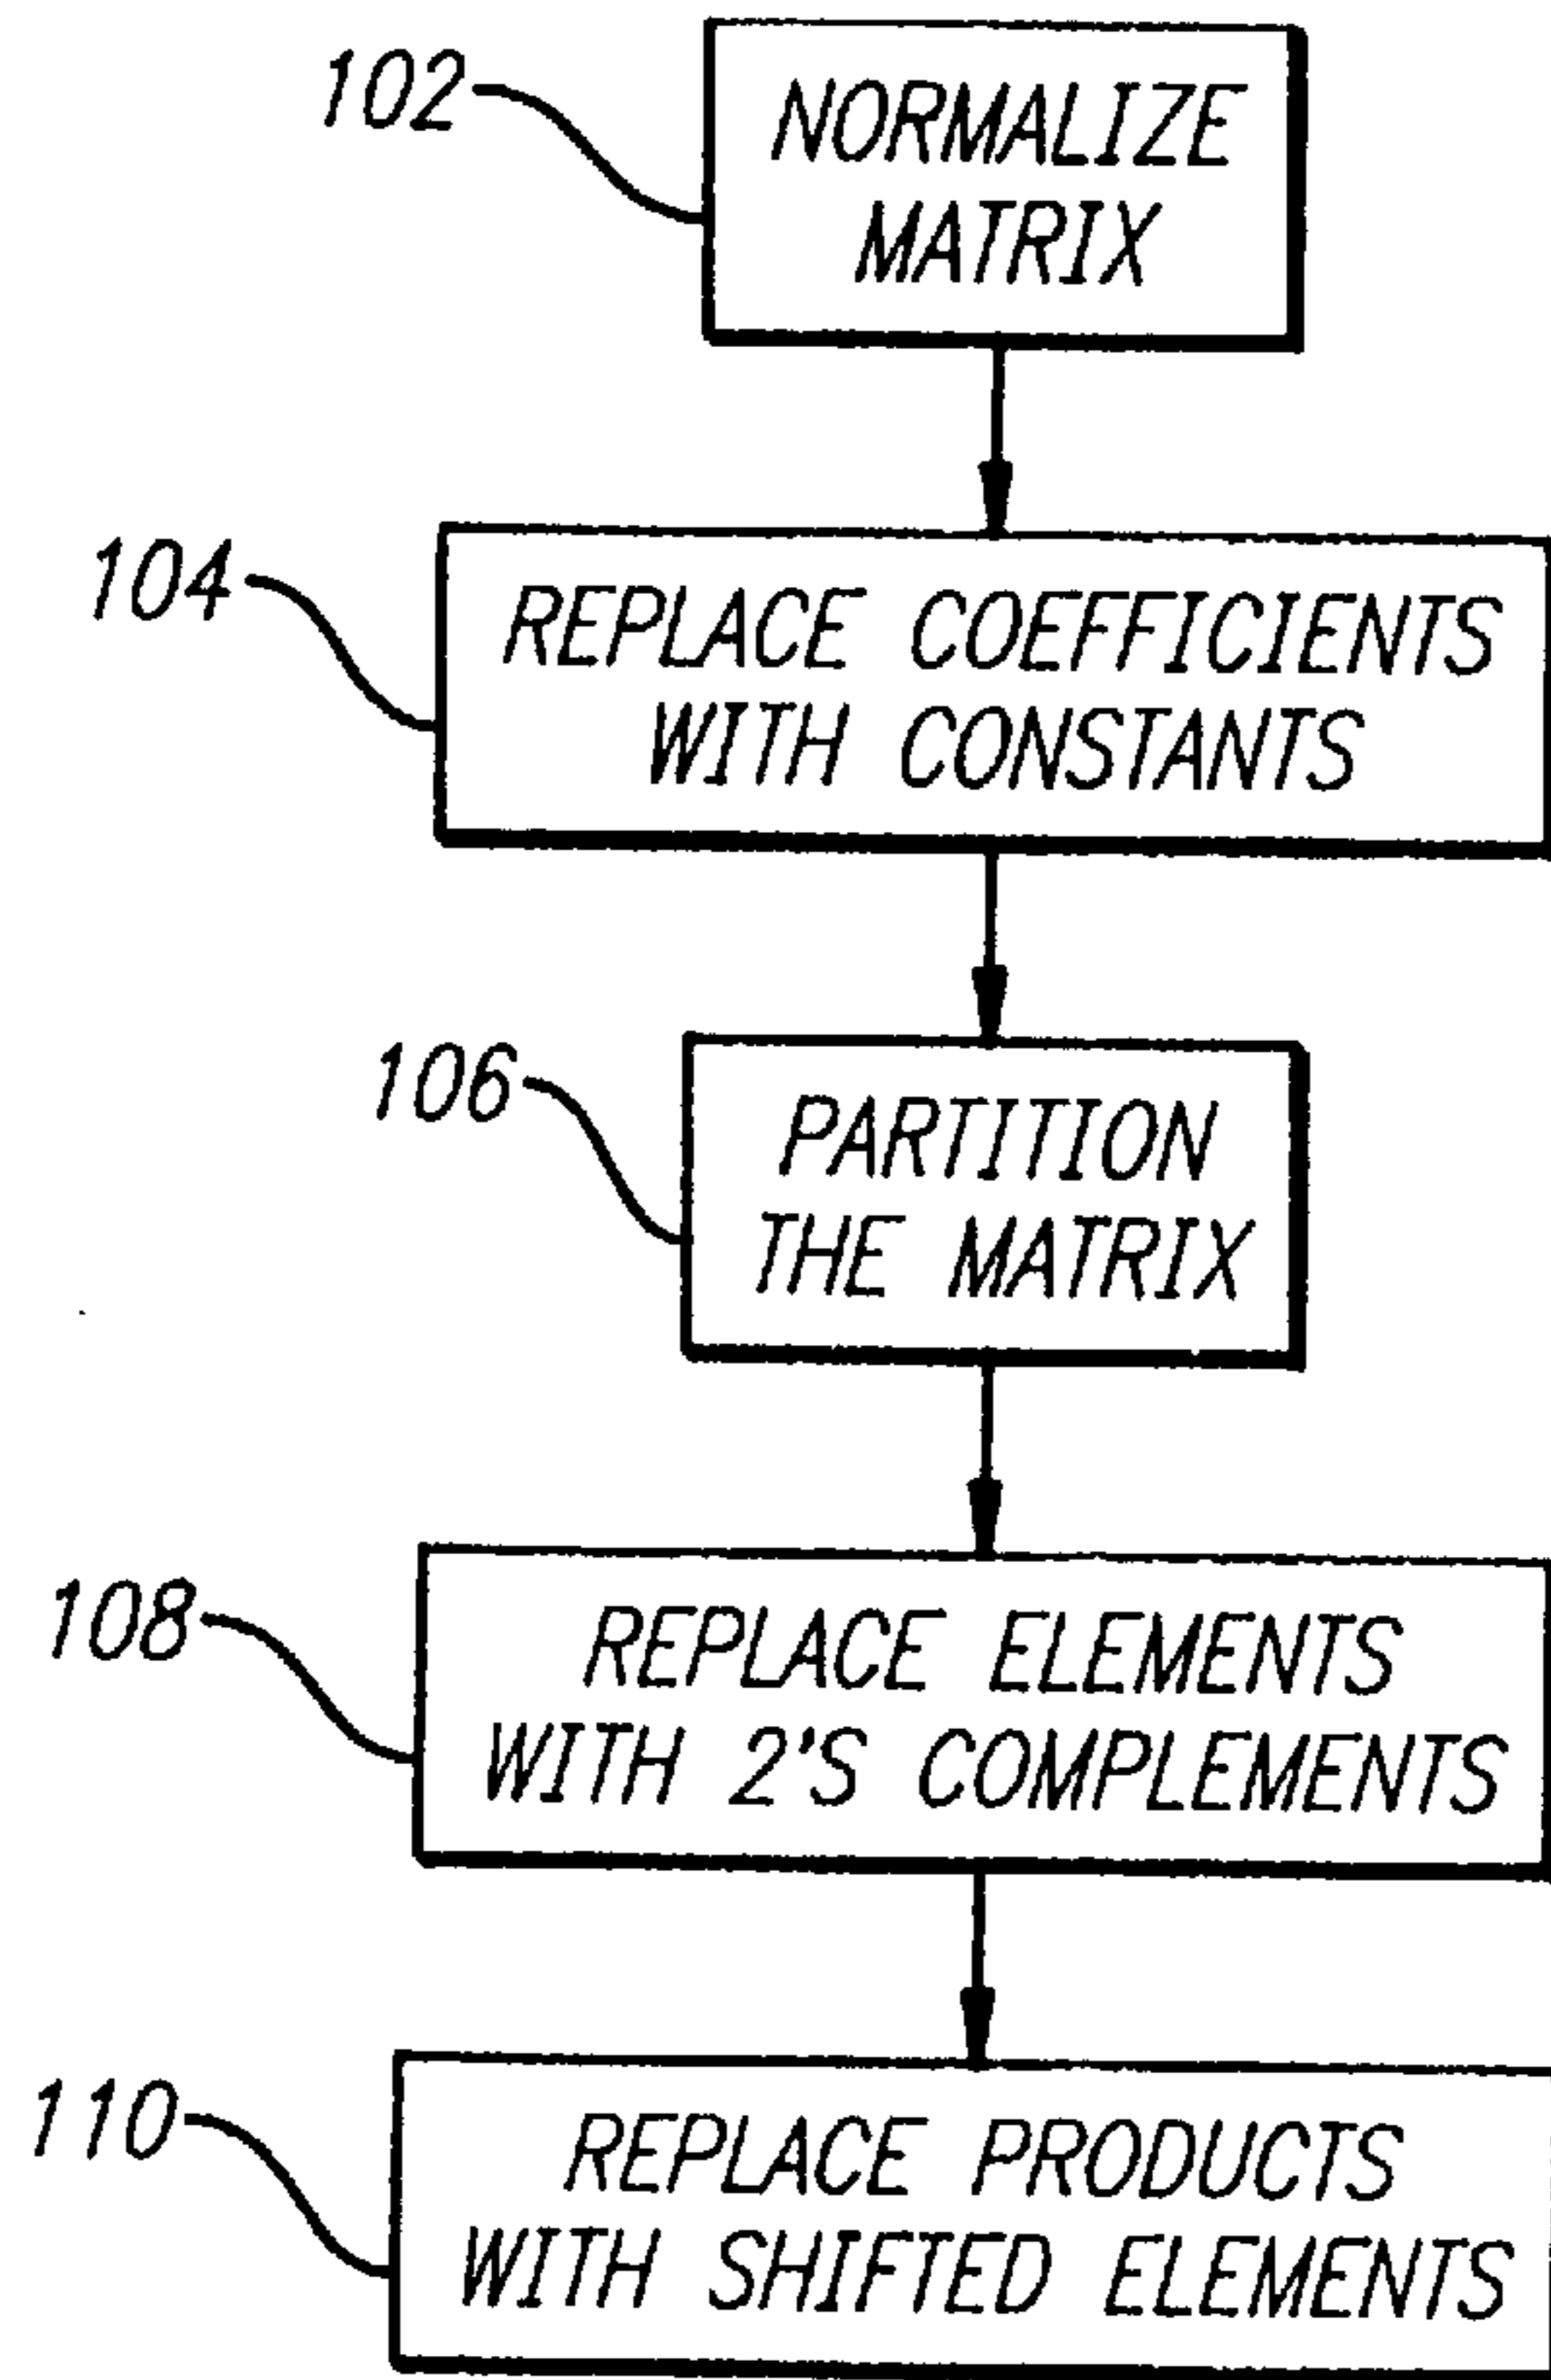 102
NORMALIZE
MATRIX
104
REPLACE COEFFICIENTS
WITH CONSTANTS
106
PARTITION
THE MATRIX
108
REPLACE ELEMENTS
WITH 2'S COMPLEMENTS
110
REPLACE PRODUCTS
WITH SHIFTED ELEMENTS